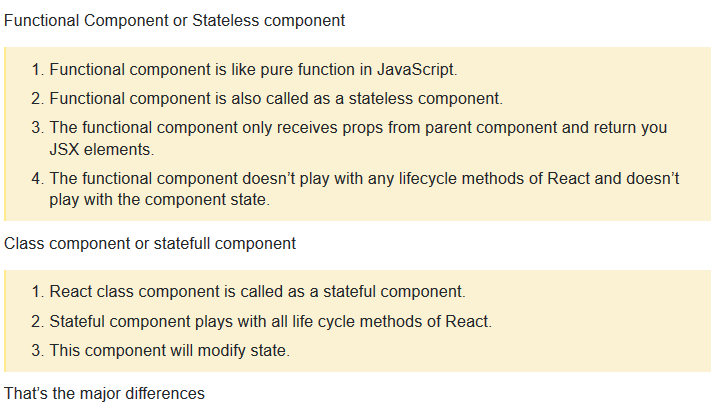 Functional Component or Stateless component
1. Functional component is like pure function in JavaScript.
2. Functional component is also called as a stateless component.
3. The functional component only receives props from parent component and return you
JSX elements.
4. The functional component doesn’t play with any lifecycle methods of React and doesn’t
play with the component state.
Class component or statefull component
1. React class component is called as a stateful component.
2. Stateful component plays with all life cycle methods of React.
3. This component will modify state.
That’s the major differences